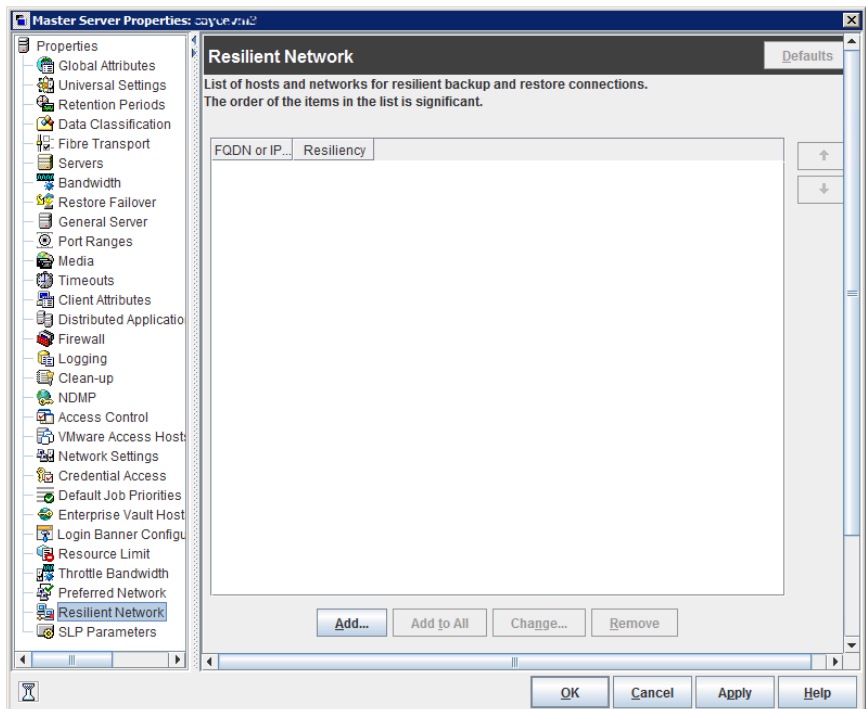 Master Server Properties:
Properties
Global Attributes
Universal Settings
Retention Periods
Data Classification
Fibre Transport
Servers
Bandwidth
Restore Failover
General Server
Port Ranges
Media
Timeouts
Client Attributes
Distributed Applicatio
Firewall
Logging
Clean-up
NDMP
Access Control
VMware Access Hosts
Network Settings
Credential Access
Default Job Priorities
Enterprise Vault Host
Login Banner Configu
Resource Limit
Throttle Bandwidth
Preferred Network
Resilient Network
SLP Parameters
Resilient Network
Defaults
List of hosts and networks for resilient backup and restore connections.
The order of the items in the list is significant.
FQDN or IP... Resiliency
Add... Add to All Change... Remove
OK Cancel Apply Help